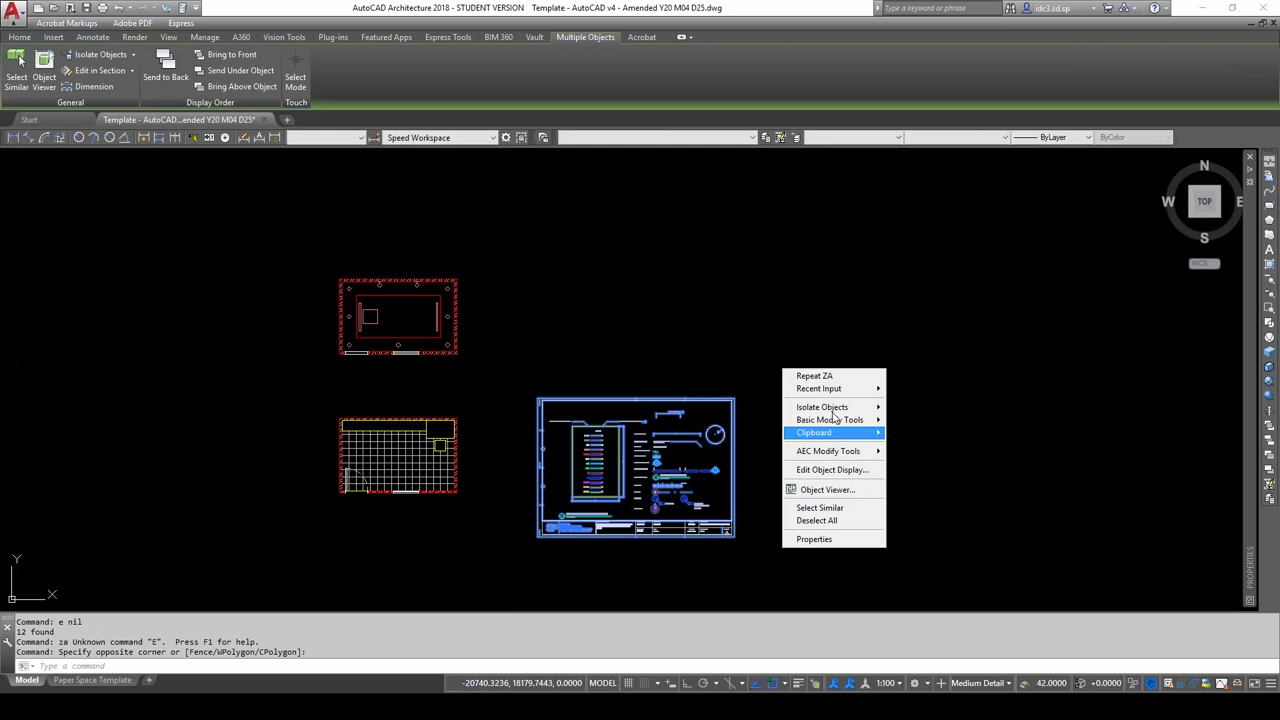 AutoCAD Architecture 2018 - STUDENT VERSION Template - AutoCAD v4 - Amended Y20 M04 D25.dwg
Type a keyword or phrase
idc3.sd.sp
Acrobat Markups Adobe PDF Express
Home Insert Annotate Render View Manage A360 Vision Tools Plug-ins Featured Apps Express Tools BIM 360 Vault Multiple Objects Acrobat
Isolate Objects
Bring to Front
Edit in Section
Send Under Object
Dimension
Bring Above Object
Select Similar
Object Viewer
Send to Back
Select Mode
General
Display Order
Touch
Start
Template - AutoCAD...ended Y20 M04 D25*
Speed Workspace
ByLayer
ByColor
N
W TOP E
S
WCS
Repeat ZA
Recent Input
Isolate Objects
Basic Modify Tools
Clipboard
AEC Modify Tools
Edit Object Display...
Object Viewer...
Select Similar
Deselect All
Properties
PROPERTIES
Y
X
Command: e nil
12 found
Command: za Unknown command "E". Press F1 for help.
Command: Specify opposite corner or [Fence/WPolygon/CPolygon]:
Type a command
Model Paper Space Template
-20740.3236, 18179.7443, 0.0000 MODEL
1:100
Medium Detail
42.0000
+0.0000